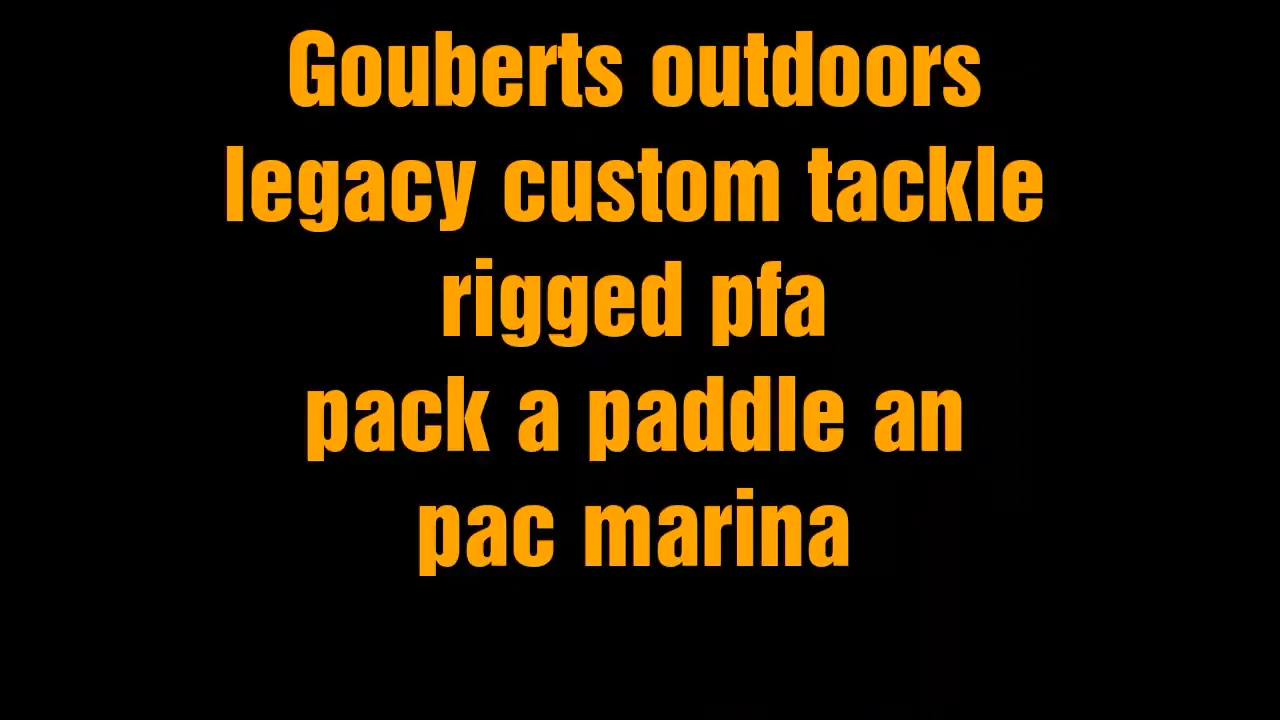 Gouberts outdoors
legacy custom tackle
rigged pfa
pack a paddle an
pac marina